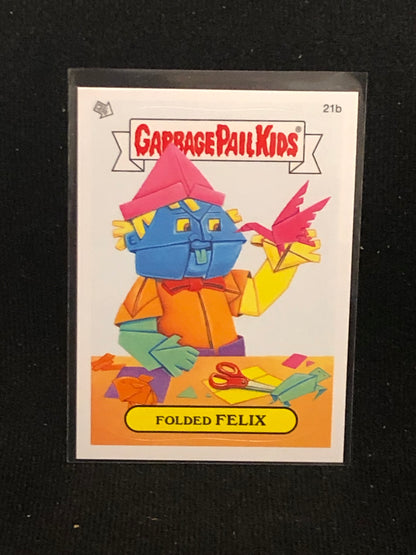 21b
GARBAGE PAIL KIDS®
FOLDED FELIX